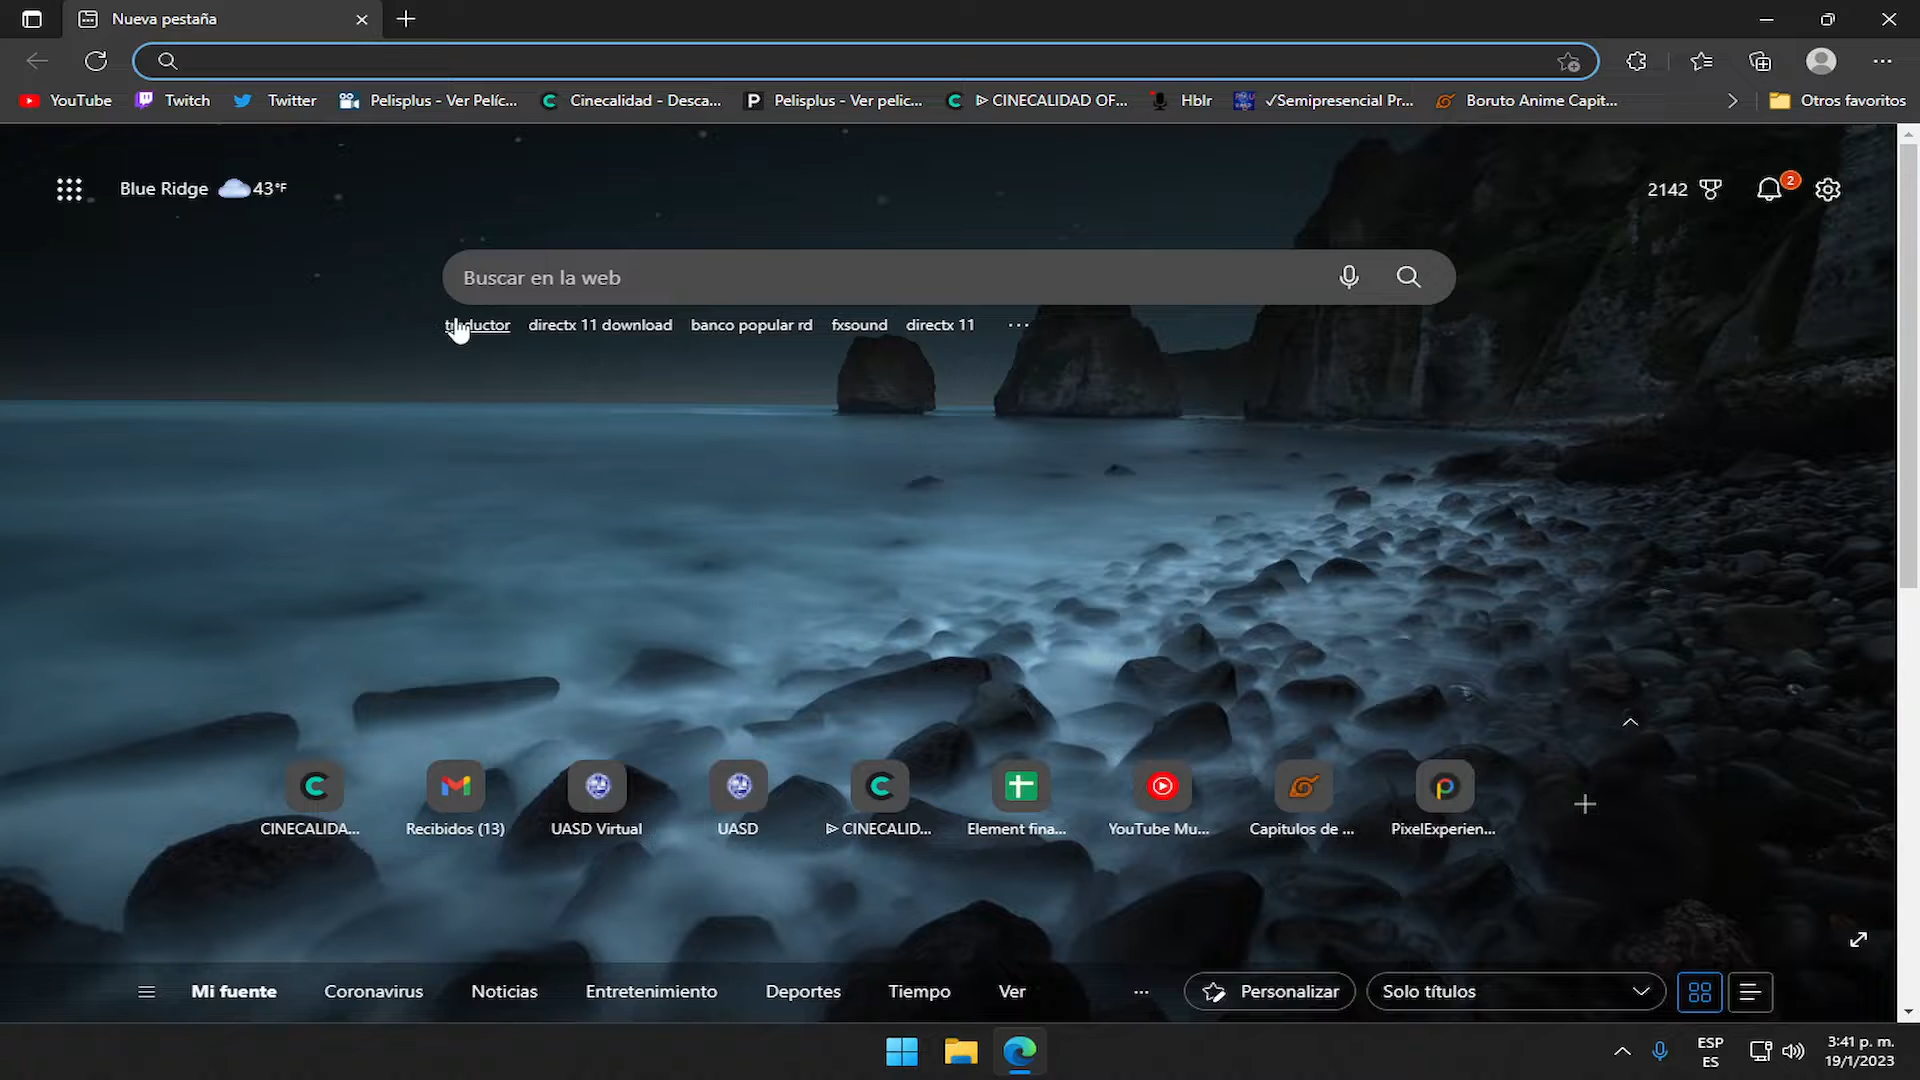 Nueva pestaña
YouTube Twitch Twitter Pelisplus - Ver Pelíc... Cinecalidad - Desca... Pelisplus - Ver pelic... ⩥ CINECALIDAD OF... Hblr ✓Semipresencial Pr... Boruto Anime Capit... Otros favoritos
Blue Ridge 43°F 2142 2
Buscar en la web
directx 11 download banco popular rd fxsound directx 11
CINECALIDA... Recibidos (13) UASD Virtual UASD ⩥ CINECALID... Element fina... YouTube Mu... Capitulos de ... PixelExperien...
Mi fuente Coronavirus Noticias Entretenimiento Deportes Tiempo Ver ... Personalizar Solo títulos
ESP 3:41 p. m.
ES 19/1/2023